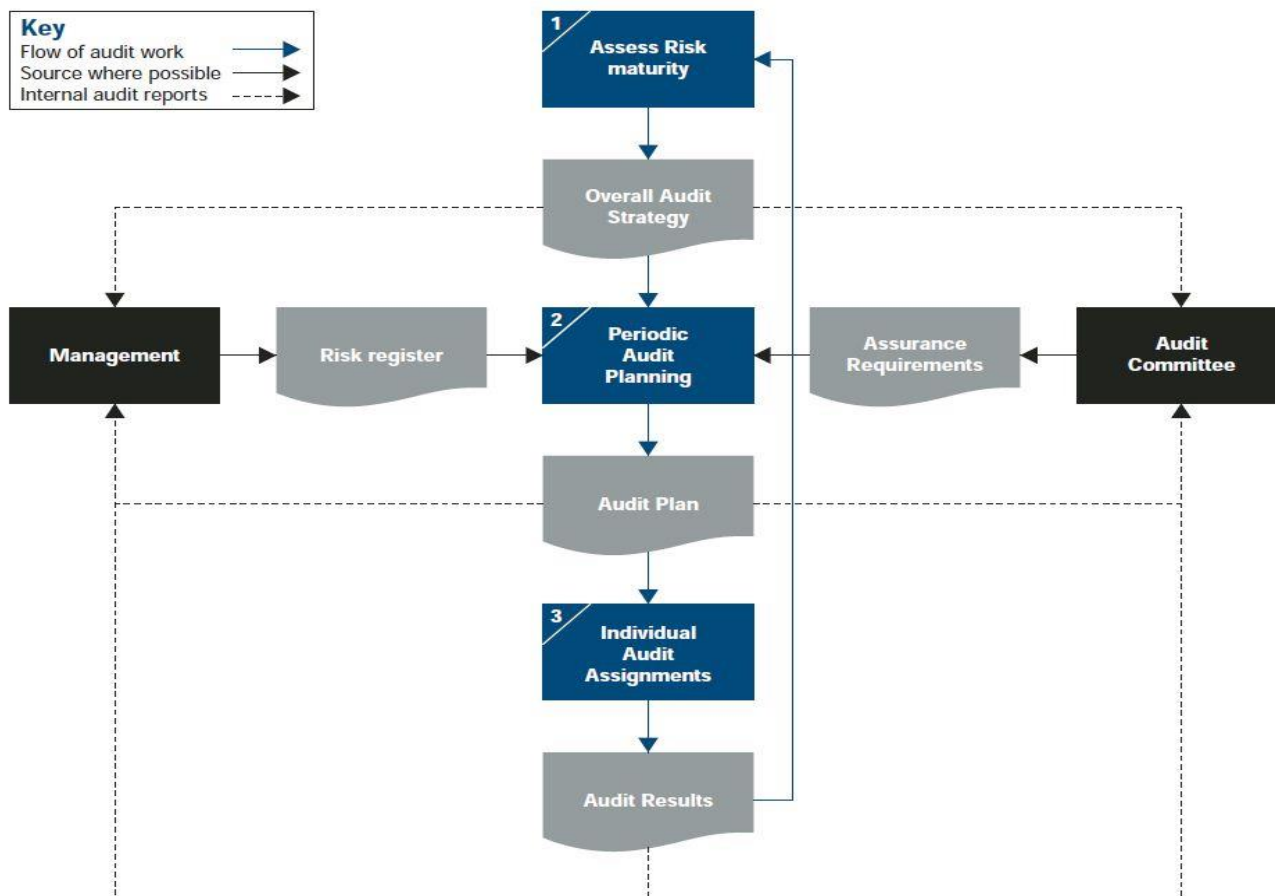 Key
Flow of audit work
Source where possible
Internal audit reports
1
Assess Risk
maturity
Overall Audit
Strategy
Management
Risk register
2
Periodic
Audit
Planning
Assurance
Requirements
Audit
Committee
Audit Plan
3
Individual
Audit
Assignments
Audit Results